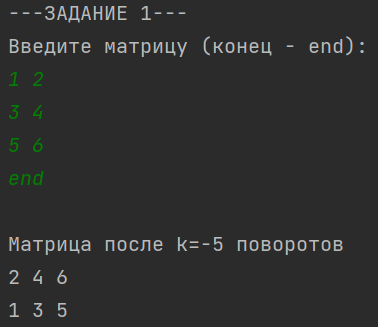 ---ЗАДАНИЕ 1---
Введите матрицу (конец - end):
1 2
3 4
5 6
end
Матрица после k=-5 поворотов
2 4 6
1 3 5